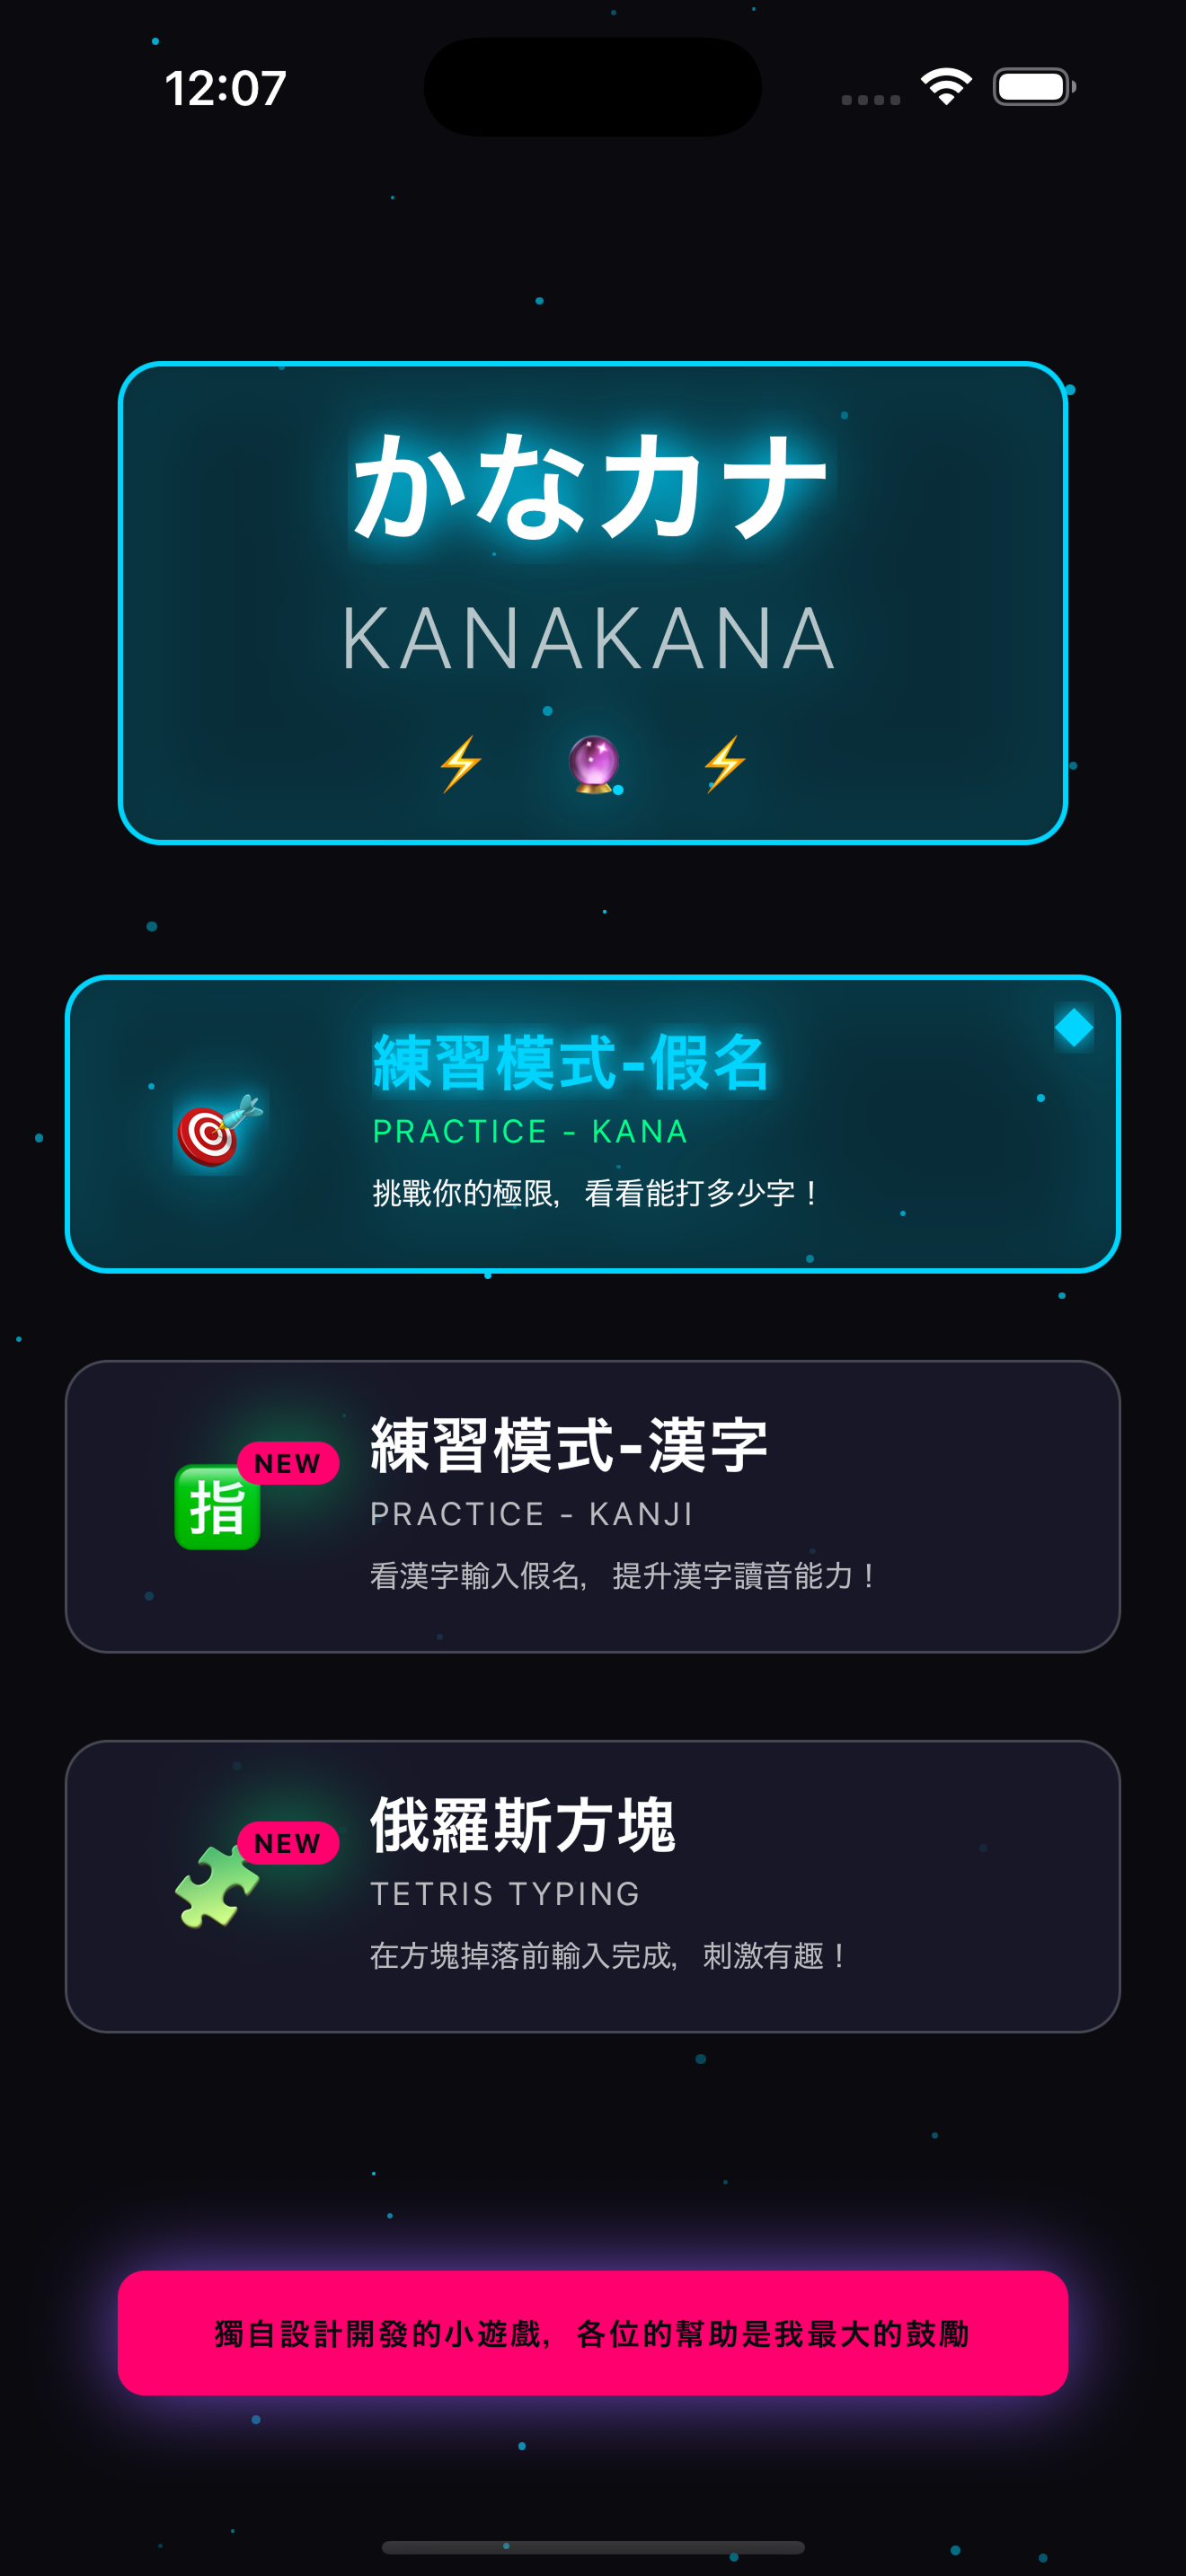 12:07
かなカナ
KANAKANA
練習模式-假名
PRACTICE - KANA
挑戰你的極限，看看能打多少字！
NEW
指
練習模式-漢字
PRACTICE - KANJI
看漢字輸入假名，提升漢字讀音能力！
NEW
俄羅斯方塊
TETRIS TYPING
在方塊掉落前輸入完成，刺激有趣！
獨自設計開發的小遊戲，各位的幫助是我最大的鼓勵